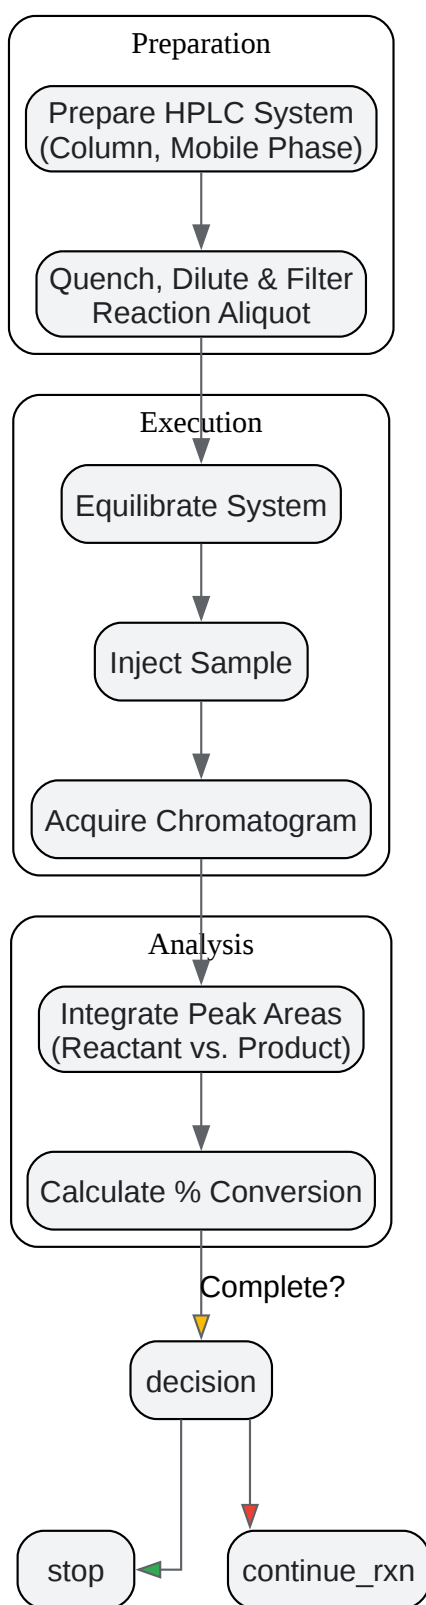 Preparation
Prepare HPLC System
(Column, Mobile Phase)
Quench, Dilute & Filter
Reaction Aliquot
Execution
Equilibrate System
Inject Sample
Acquire Chromatogram
Analysis
Integrate Peak Areas
(Reactant vs. Product)
Calculate % Conversion
Complete?
decision
stop
continue_rxn